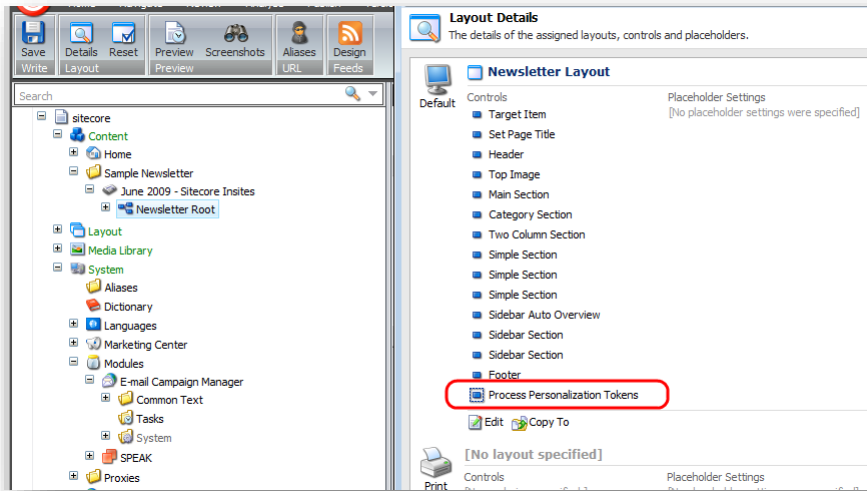 Save
Details
Reset
Preview
Screenshots
Aliases
Design
Write
Layout
Preview
URL
Feeds
Search
sitecore
Content
Home
Sample Newsletter
June 2009 - Sitecore Insites
Newsletter Root
Layout
Media Library
System
Aliases
Dictionary
Languages
Marketing Center
Modules
E-mail Campaign Manager
Common Text
Tasks
System
SPEAK
Proxies
Layout Details
The details of the assigned layouts, controls and placeholders.
Default
Newsletter Layout
Controls
Placeholder Settings
[No placeholder settings were specified]
Target Item
Set Page Title
Header
Top Image
Main Section
Category Section
Two Column Section
Simple Section
Simple Section
Simple Section
Sidebar Auto Overview
Sidebar Section
Sidebar Section
Footer
Process Personalization Tokens
Edit
Copy To
Print
[No layout specified]
Controls
Placeholder Settings